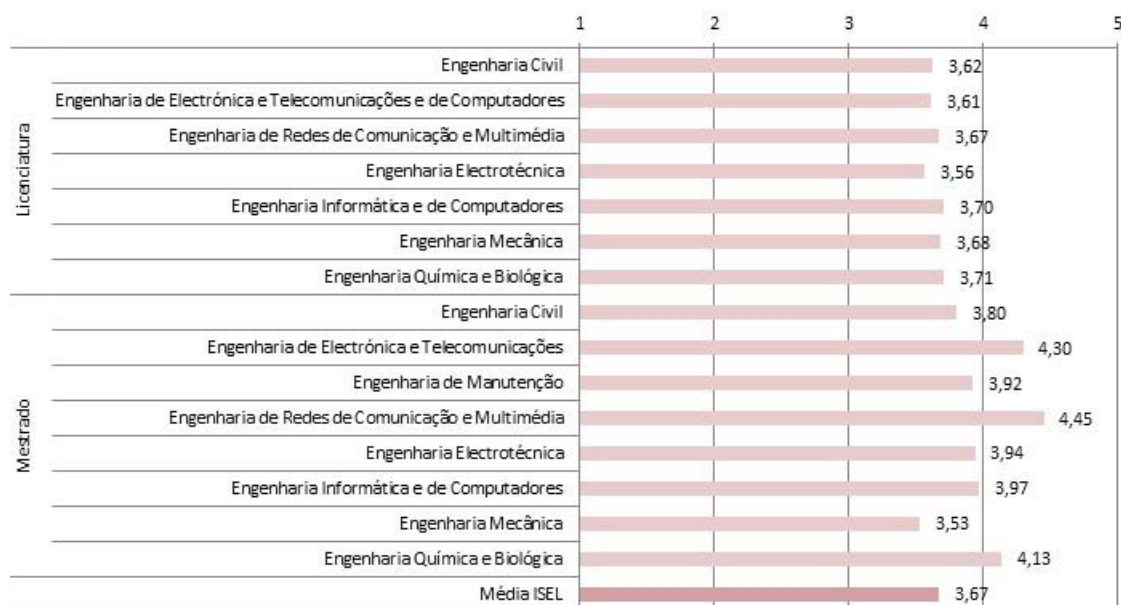 1 2 3 4 5
Licenciatura
Engenharia Civil 3,62
Engenharia de Electrónica e Telecomunicações e de Computadores 3,61
Engenharia de Redes de Comunicação e Multimédia 3,67
Engenharia Electrotécnica 3,56
Engenharia Informática e de Computadores 3,70
Engenharia Mecânica 3,68
Engenharia Química e Biológica 3,71
Mestrado
Engenharia Civil 3,80
Engenharia de Electrónica e Telecomunicações 4,30
Engenharia de Manutenção 3,92
Engenharia de Redes de Comunicação e Multimédia 4,45
Engenharia Electrotécnica 3,94
Engenharia Informática e de Computadores 3,97
Engenharia Mecânica 3,53
Engenharia Química e Biológica 4,13
Média ISEL 3,67